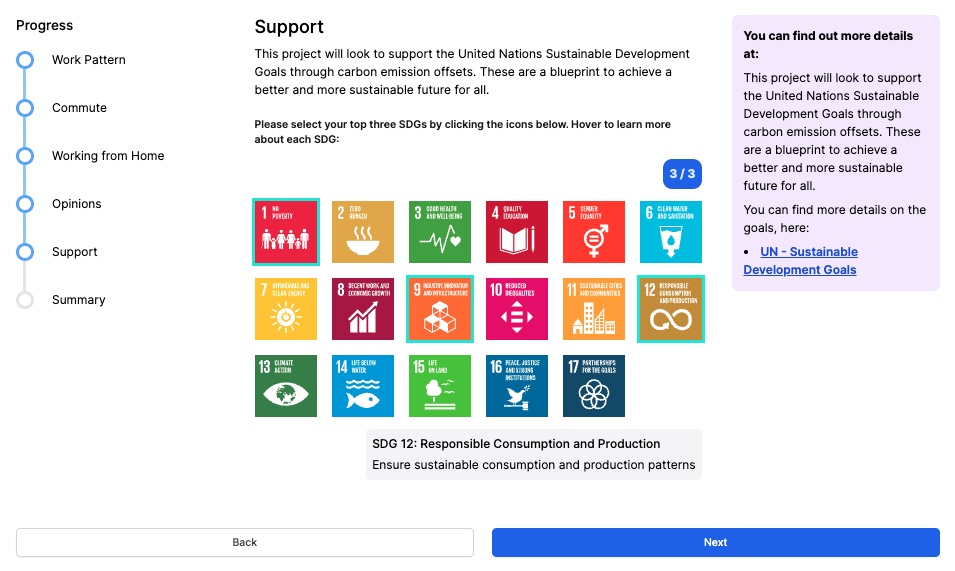 Progress
Work Pattern
Commute
Working from Home
Opinions
Support
Summary
Support
This project will look to support the United Nations Sustainable Development
Goals through carbon emission offsets. These are a blueprint to achieve a
better and more sustainable future for all.
Please select your top three SDGs by clicking the icons below. Hover to learn more
about each SDG:
3 / 3
1 NO
POVERTY
2 ZERO
HUNGER
3 GOOD HEALTH
AND WELL-BEING
4 QUALITY
EDUCATION
5 GENDER
EQUALITY
6 CLEAN WATER
AND SANITATION
7 AFFORDABLE AND
CLEAN ENERGY
8 DECENT WORK AND
ECONOMIC GROWTH
9 INDUSTRY, INNOVATION
AND INFRASTRUCTURE
10 REDUCED
INEQUALITIES
11 SUSTAINABLE CITIES
AND COMMUNITIES
12 RESPONSIBLE
CONSUMPTION
AND PRODUCTION
13 CLIMATE
ACTION
14 LIFE BELOW
WATER
15 LIFE
ON LAND
16 PEACE, JUSTICE
AND STRONG
INSTITUTIONS
17 PARTNERSHIPS
FOR THE GOALS
SDG 12: Responsible Consumption and Production
Ensure sustainable consumption and production patterns
You can find out more details
at:
This project will look to support
the United Nations Sustainable
Development Goals through
carbon emission offsets. These
are a blueprint to achieve a
better and more sustainable
future for all.
You can find more details on the
goals, here:
• UN - Sustainable
Development Goals
Back
Next